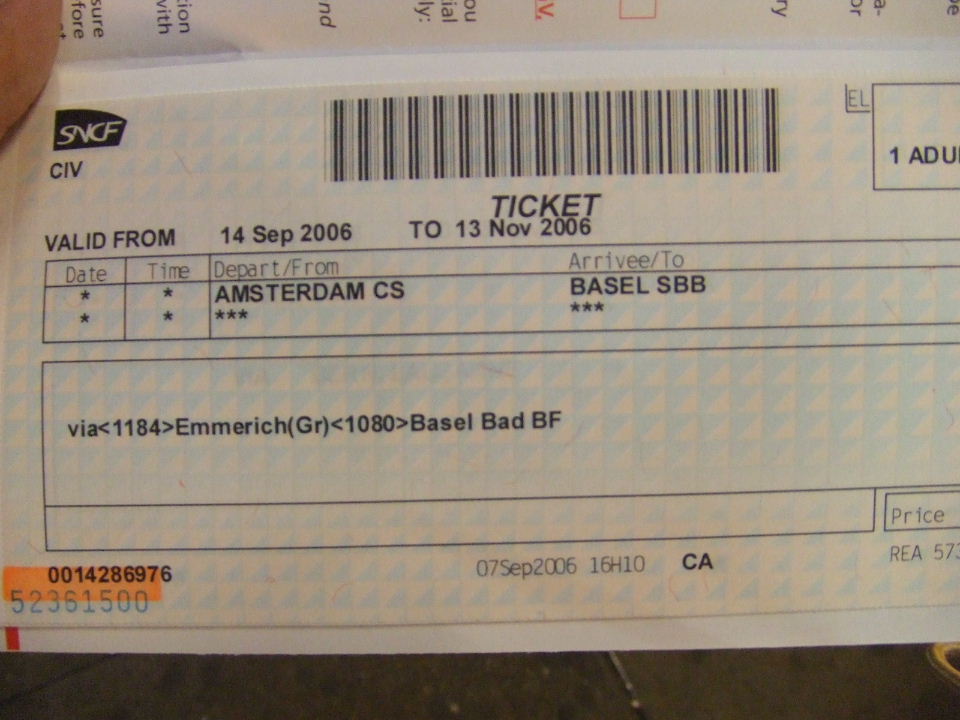 SNCF
CIV
EL
1 ADU
TICKET
VALID FROM 14 Sep 2006 TO 13 Nov 2006
Date Time Depart/From Arrivee/To
* * AMSTERDAM CS BASEL SBB
* * *** ***
via<1184>Emmerich(Gr)<1080>Basel Bad BF
Price
REA 573
0014286976 07Sep2006 16H10 CA
52361500